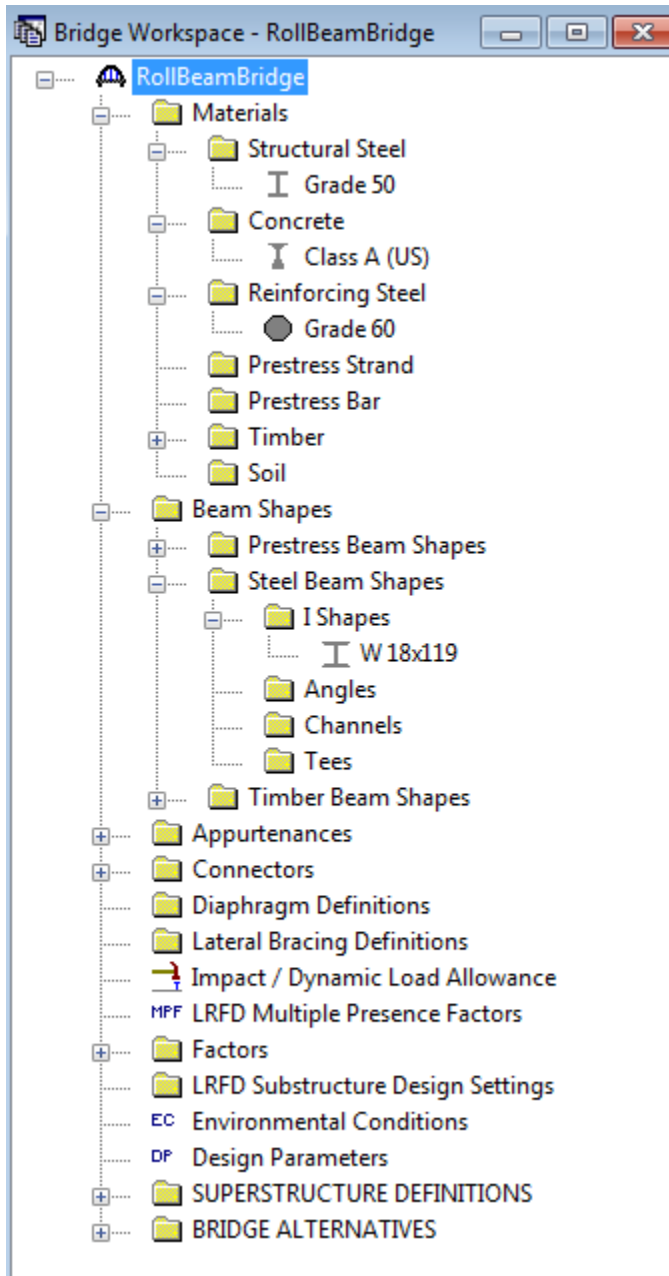 Bridge Workspace - RollBeamBridge
RollBeamBridge
Materials
Structural Steel
Grade 50
Concrete
Class A (US)
Reinforcing Steel
Grade 60
Prestress Strand
Prestress Bar
Timber
Soil
Beam Shapes
Prestress Beam Shapes
Steel Beam Shapes
I Shapes
W 18x119
Angles
Channels
Tees
Timber Beam Shapes
Appurtenances
Connectors
Diaphragm Definitions
Lateral Bracing Definitions
Impact / Dynamic Load Allowance
MPF LRFD Multiple Presence Factors
Factors
LRFD Substructure Design Settings
EC Environmental Conditions
DP Design Parameters
SUPERSTRUCTURE DEFINITIONS
BRIDGE ALTERNATIVES